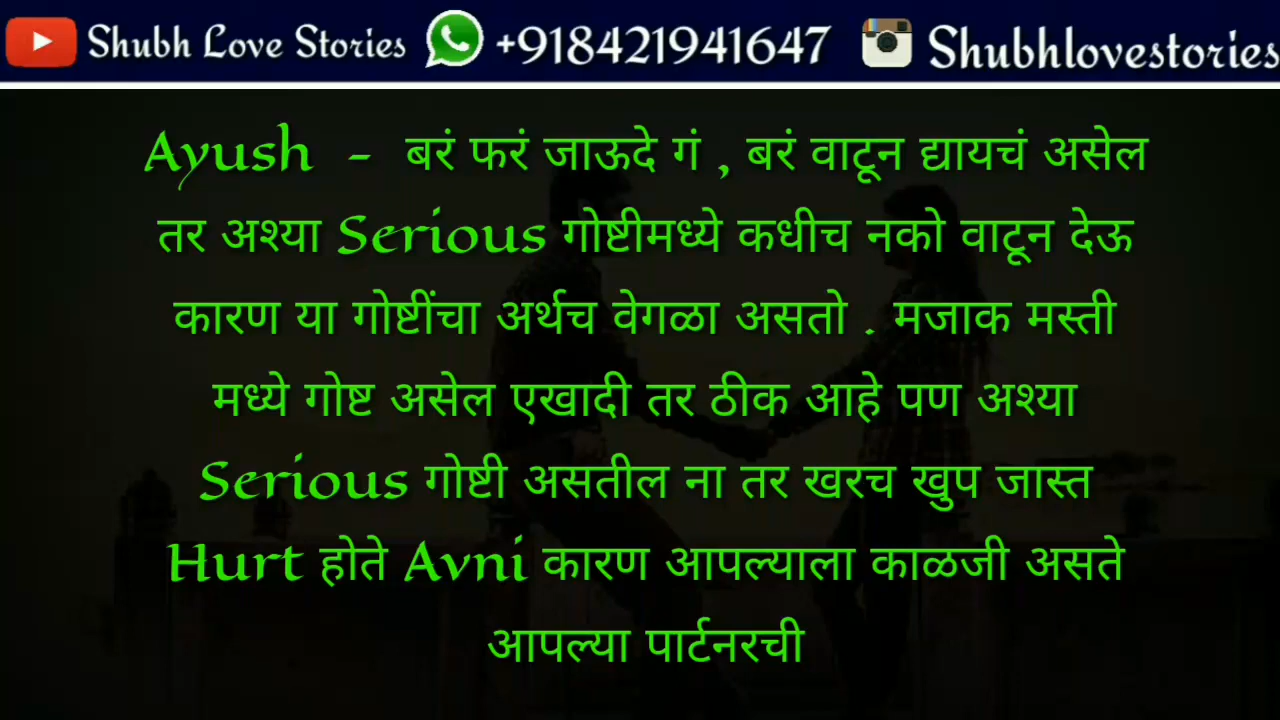 Shubh Love Stories +918421941647 Shubhlovestories
Ayush - बरं फरं जाऊदे गं , बरं वाटून द्यायचं असेल
तर अश्या Serious गोष्टीमध्ये कधीच नको वाटून देऊ
कारण या गोष्टींचा अर्थच वेगळा असतो . मजाक मस्ती
मध्ये गोष्ट असेल एखादी तर ठीक आहे पण अश्या
Serious गोष्टी असतील ना तर खरच खुप जास्त
Hurt होते Avni कारण आपल्याला काळजी असते
आपल्या पार्टनरची